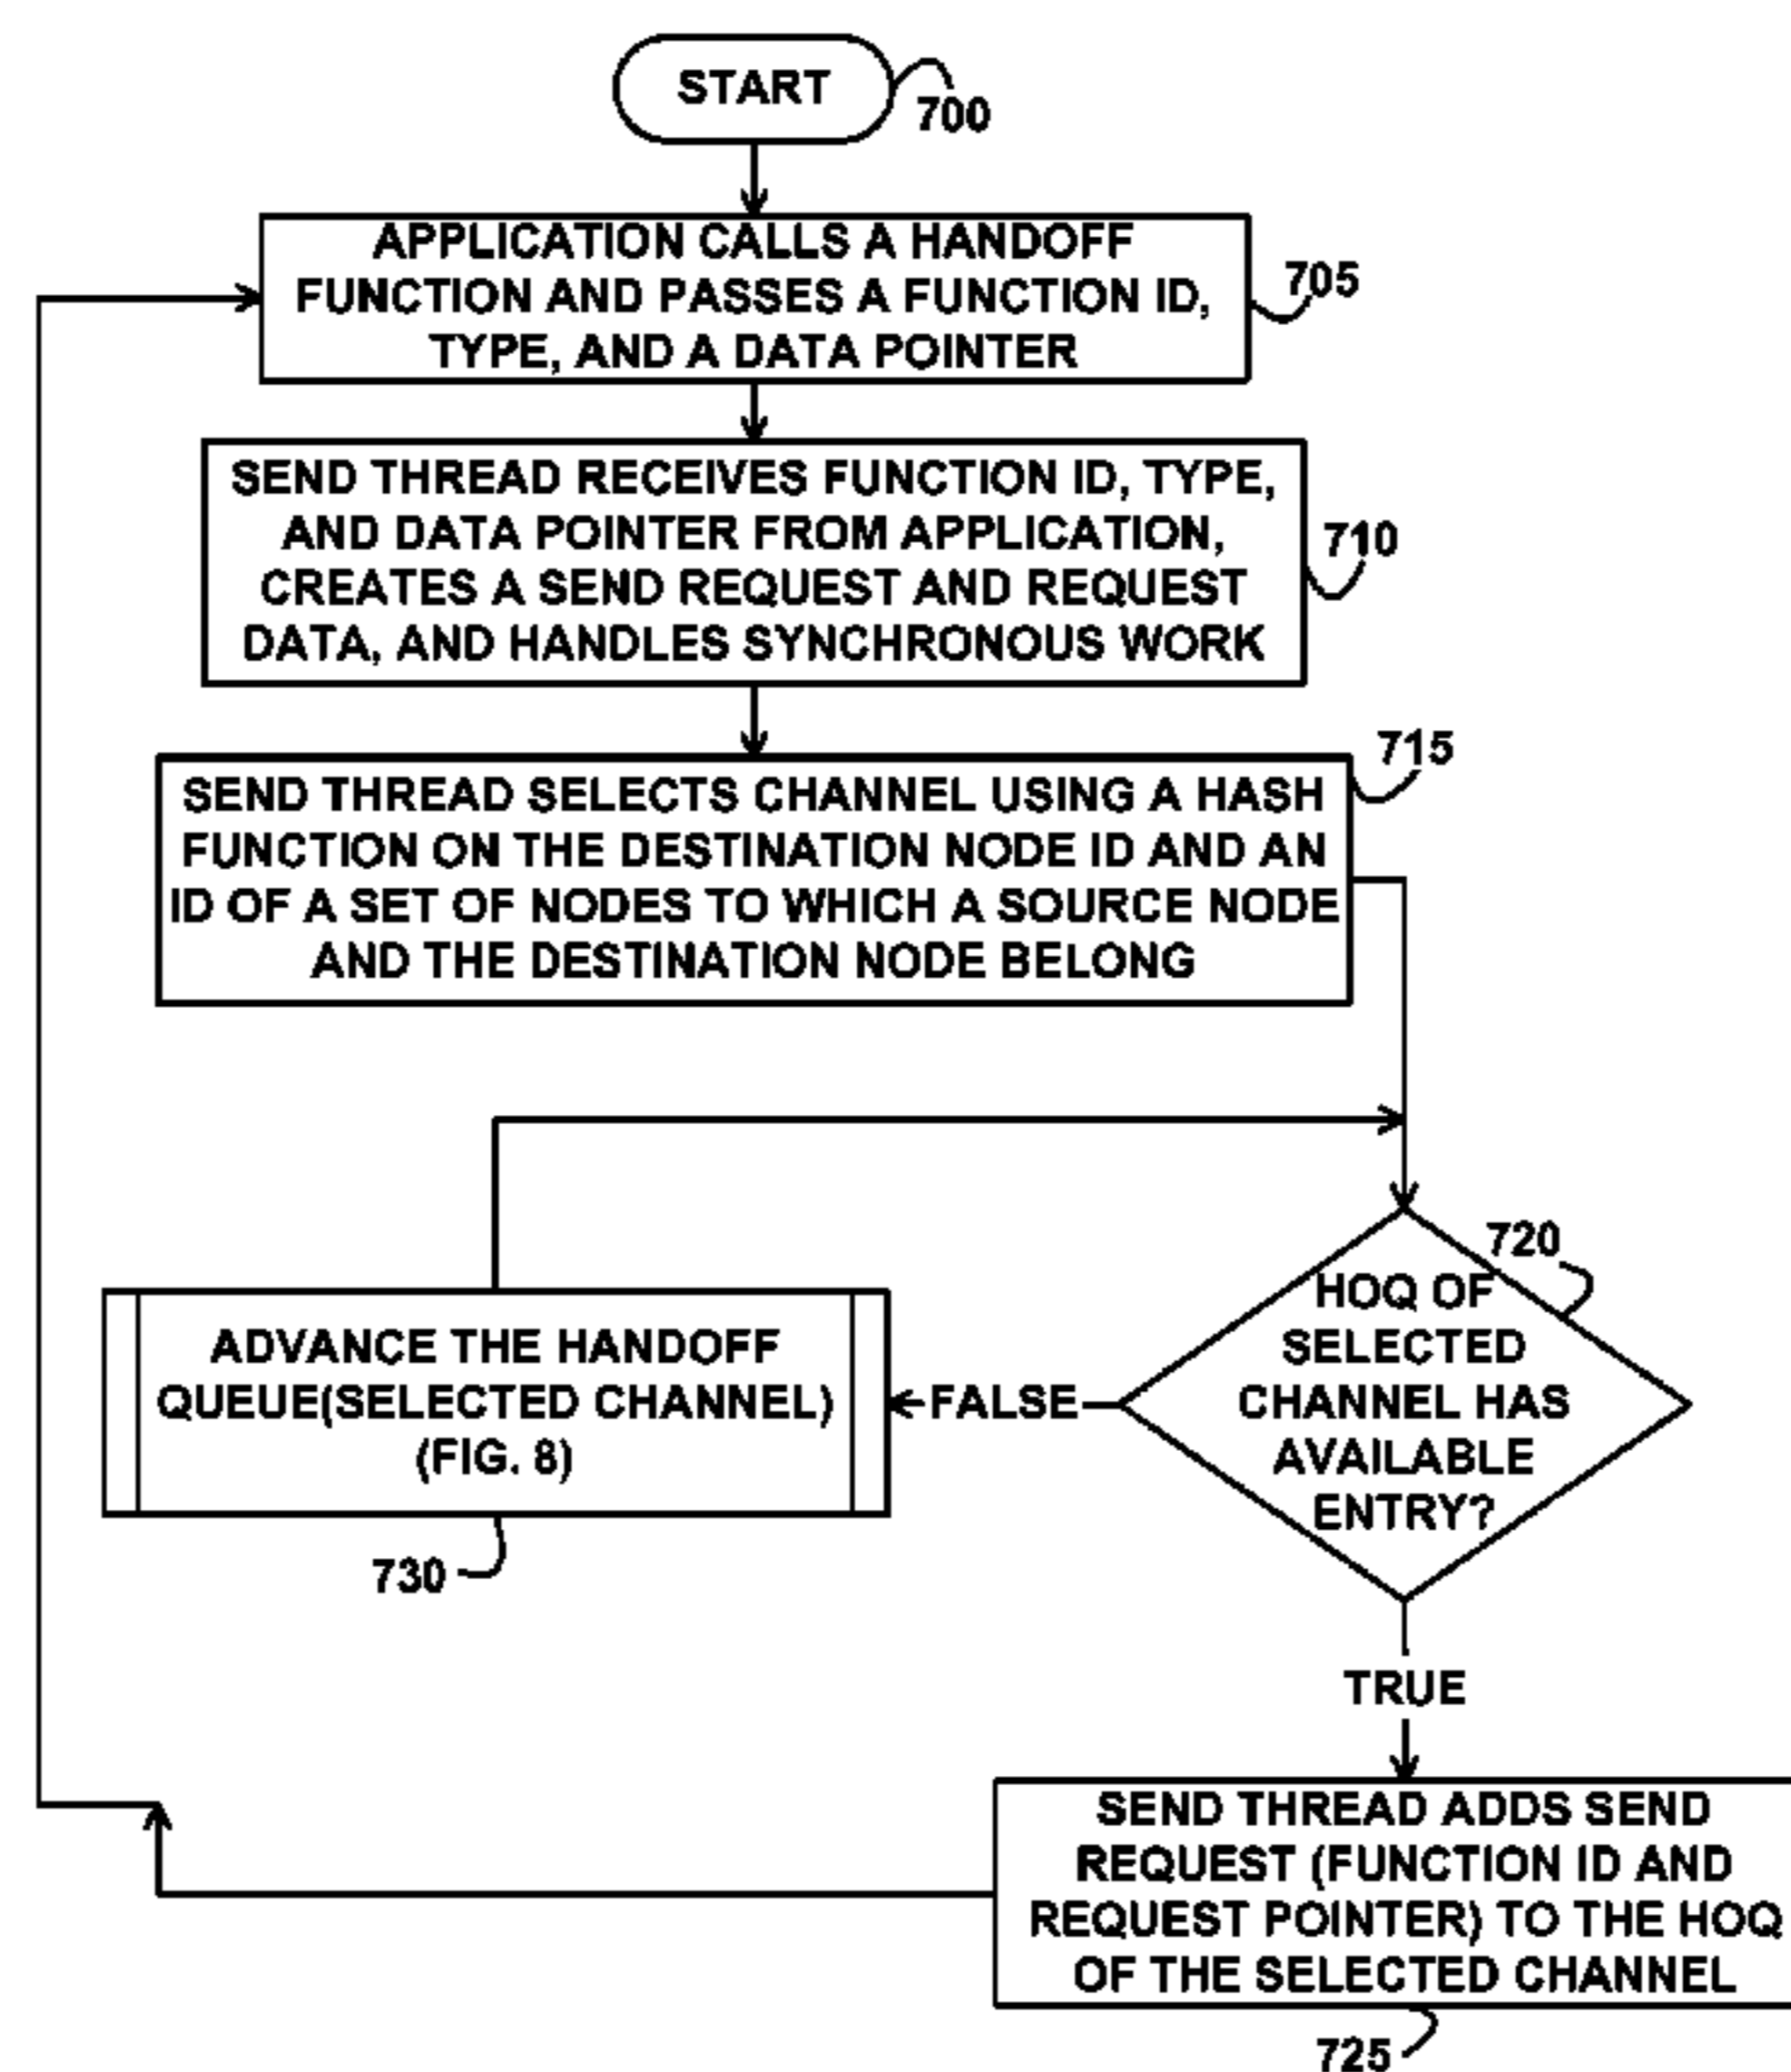 START
700
APPLICATION CALLS A HANDOFF
FUNCTION AND PASSES A FUNCTION ID,
TYPE, AND A DATA POINTER
705
SEND THREAD RECEIVES FUNCTION ID, TYPE,
AND DATA POINTER FROM APPLICATION,
CREATES A SEND REQUEST AND REQUEST
DATA, AND HANDLES SYNCHRONOUS WORK
710
SEND THREAD SELECTS CHANNEL USING A HASH
FUNCTION ON THE DESTINATION NODE ID AND AN
ID OF A SET OF NODES TO WHICH A SOURCE NODE
AND THE DESTINATION NODE BELONG
715
HOQ OF
SELECTED
CHANNEL HAS
AVAILABLE
ENTRY?
720
FALSE
ADVANCE THE HANDOFF
QUEUE(SELECTED CHANNEL)
(FIG. 8)
730
TRUE
SEND THREAD ADDS SEND
REQUEST (FUNCTION ID AND
REQUEST POINTER) TO THE HOQ
OF THE SELECTED CHANNEL
725